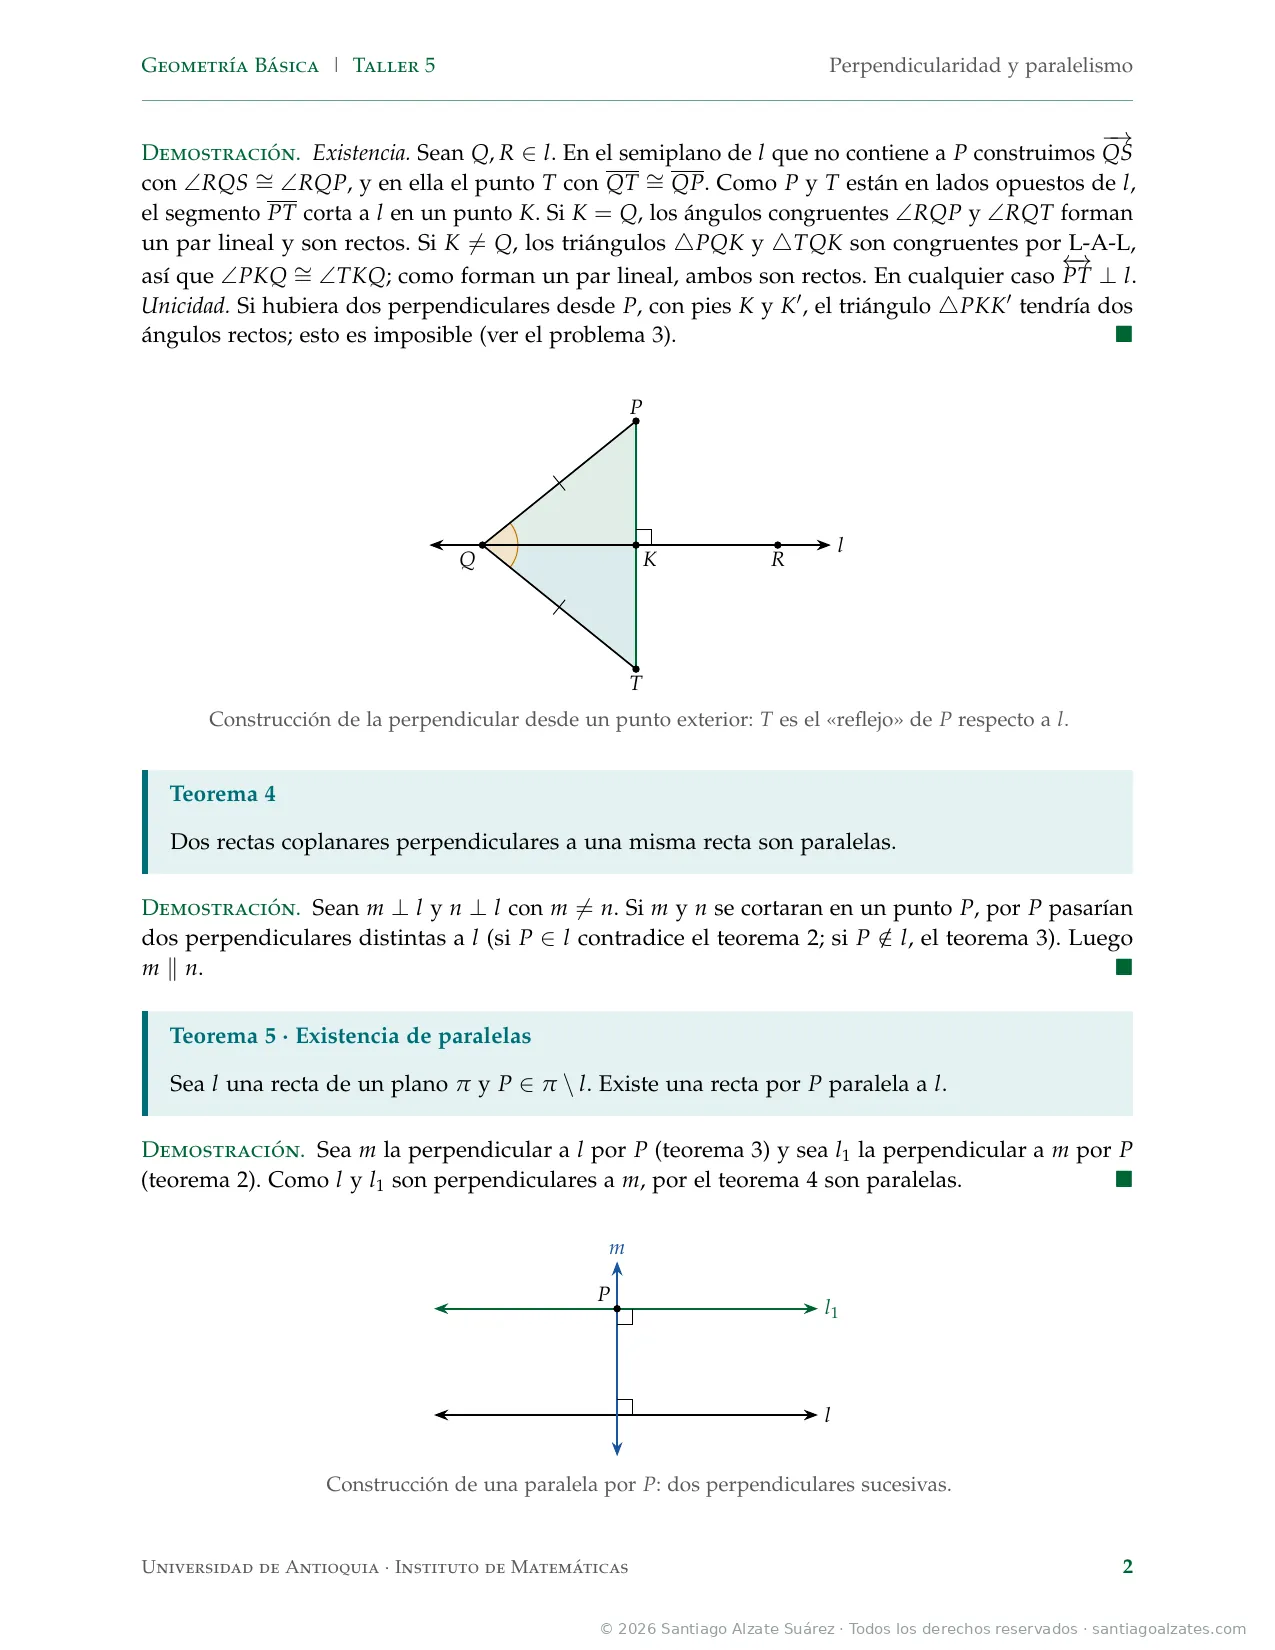 Geometría Básica | Taller 5 Perpendicularidad y paralelismo
Demostración. Existencia. Sean Q, R ∈ l. En el semiplano de l que no contiene a P construimos \overrightarrow{QS}
con ∠RQS ≅ ∠RQP, y en ella el punto T con \overline{QT} ≅ \overline{QP}. Como P y T están en lados opuestos de l,
el segmento \overline{PT} corta a l en un punto K. Si K = Q, los ángulos congruentes ∠RQP y ∠RQT forman
un par lineal y son rectos. Si K ≠ Q, los triángulos △PQK y △TQK son congruentes por L-A-L,
así que ∠PKQ ≅ ∠TKQ; como forman un par lineal, ambos son rectos. En cualquier caso \overleftrightarrow{PT} ⊥ l.
Unicidad. Si hubiera dos perpendiculares desde P, con pies K y K′, el triángulo △PKK′ tendría dos
ángulos rectos; esto es imposible (ver el problema 3). ■
P
Q K R l
T
Construcción de la perpendicular desde un punto exterior: T es el «reflejo» de P respecto a l.
Teorema 4
Dos rectas coplanares perpendiculares a una misma recta son paralelas.
Demostración. Sean m ⊥ l y n ⊥ l con m ≠ n. Si m y n se cortaran en un punto P, por P pasarían
dos perpendiculares distintas a l (si P ∈ l contradice el teorema 2; si P ∉ l, el teorema 3). Luego
m ∥ n. ■
Teorema 5 · Existencia de paralelas
Sea l una recta de un plano π y P ∈ π \ l. Existe una recta por P paralela a l.
Demostración. Sea m la perpendicular a l por P (teorema 3) y sea l₁ la perpendicular a m por P
(teorema 2). Como l y l₁ son perpendiculares a m, por el teorema 4 son paralelas. ■
m
P
l₁
l
Construcción de una paralela por P: dos perpendiculares sucesivas.
Universidad de Antioquia · Instituto de Matemáticas 2
© 2026 Santiago Alzate Suárez · Todos los derechos reservados · santiagoalzates.com